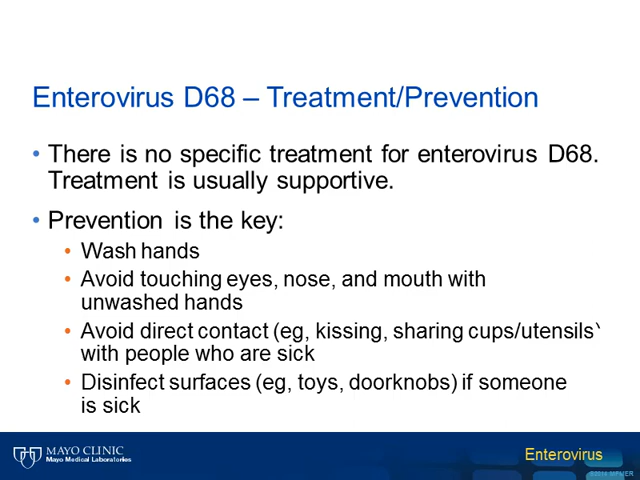 Enterovirus D68 – Treatment/Prevention
• There is no specific treatment for enterovirus D68.
Treatment is usually supportive.
• Prevention is the key:
• Wash hands
• Avoid touching eyes, nose, and mouth with
unwashed hands
• Avoid direct contact (eg, kissing, sharing cups/utensils`
with people who are sick
• Disinfect surfaces (eg, toys, doorknobs) if someone
is sick
MAYO CLINIC
Mayo Medical Laboratories
Enterovirus